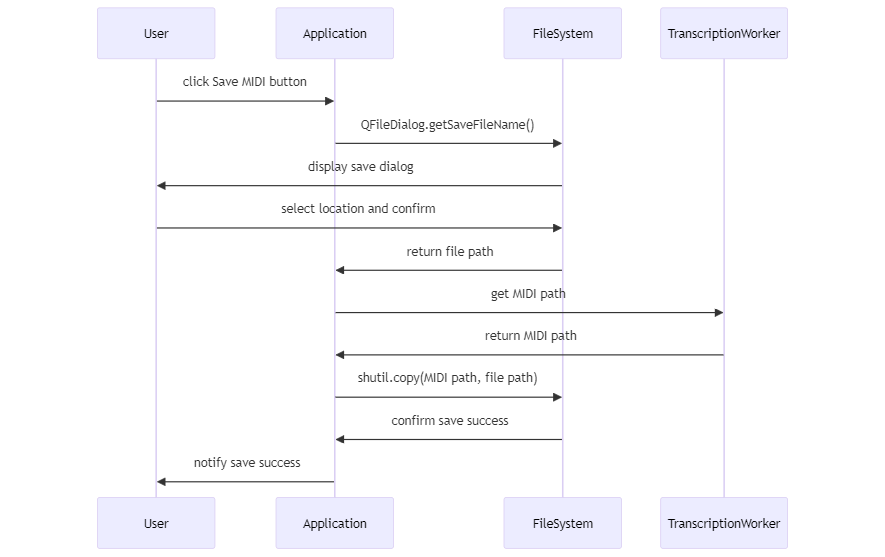 User
Application
FileSystem
TranscriptionWorker
click Save MIDI button
QFileDialog.getSaveFileName()
display save dialog
select location and confirm
return file path
get MIDI path
return MIDI path
shutil.copy(MIDI path, file path)
confirm save success
notify save success
User
Application
FileSystem
TranscriptionWorker